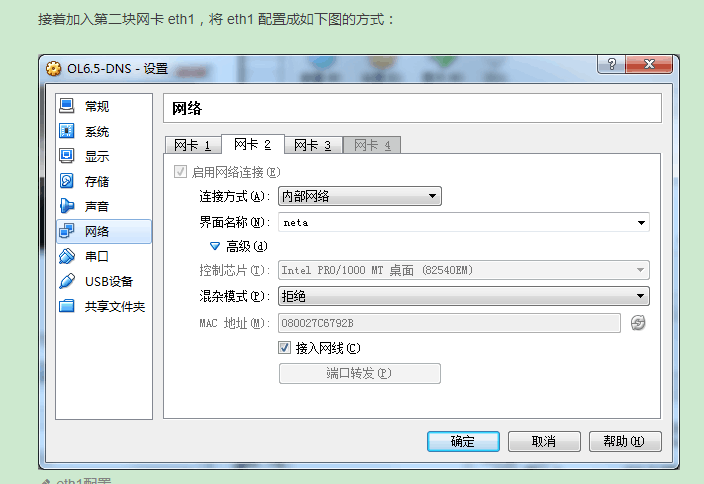 接着加入第二块网卡 eth1，将 eth1 配置成如下图的方式：
OL6.5-DNS - 设置
常规
系统
显示
存储
声音
网络
串口
USB设备
共享文件夹
网络
网卡 1 网卡 2 网卡 3 网卡 4
启用网络连接(E)
连接方式(A): 内部网络
界面名称(N): neta
高级(d)
控制芯片(T): Intel PRO/1000 MT 桌面 (82540EM)
混杂模式(P): 拒绝
MAC 地址(M): 080027C6792B
接入网线(C)
端口转发(P)
确定 取消 帮助(H)
eth1配置